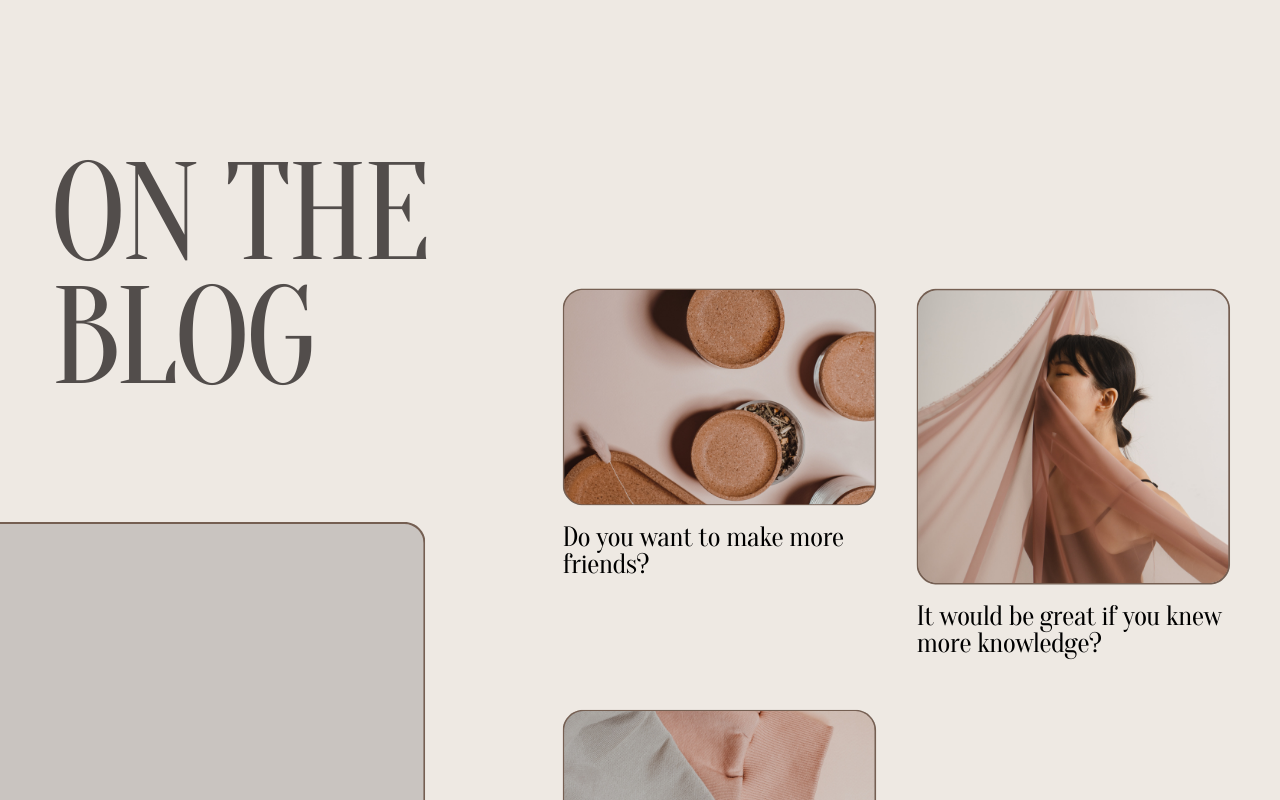 ON THE
BLOG
Do you want to make more
friends?
It would be great if you knew
more knowledge?